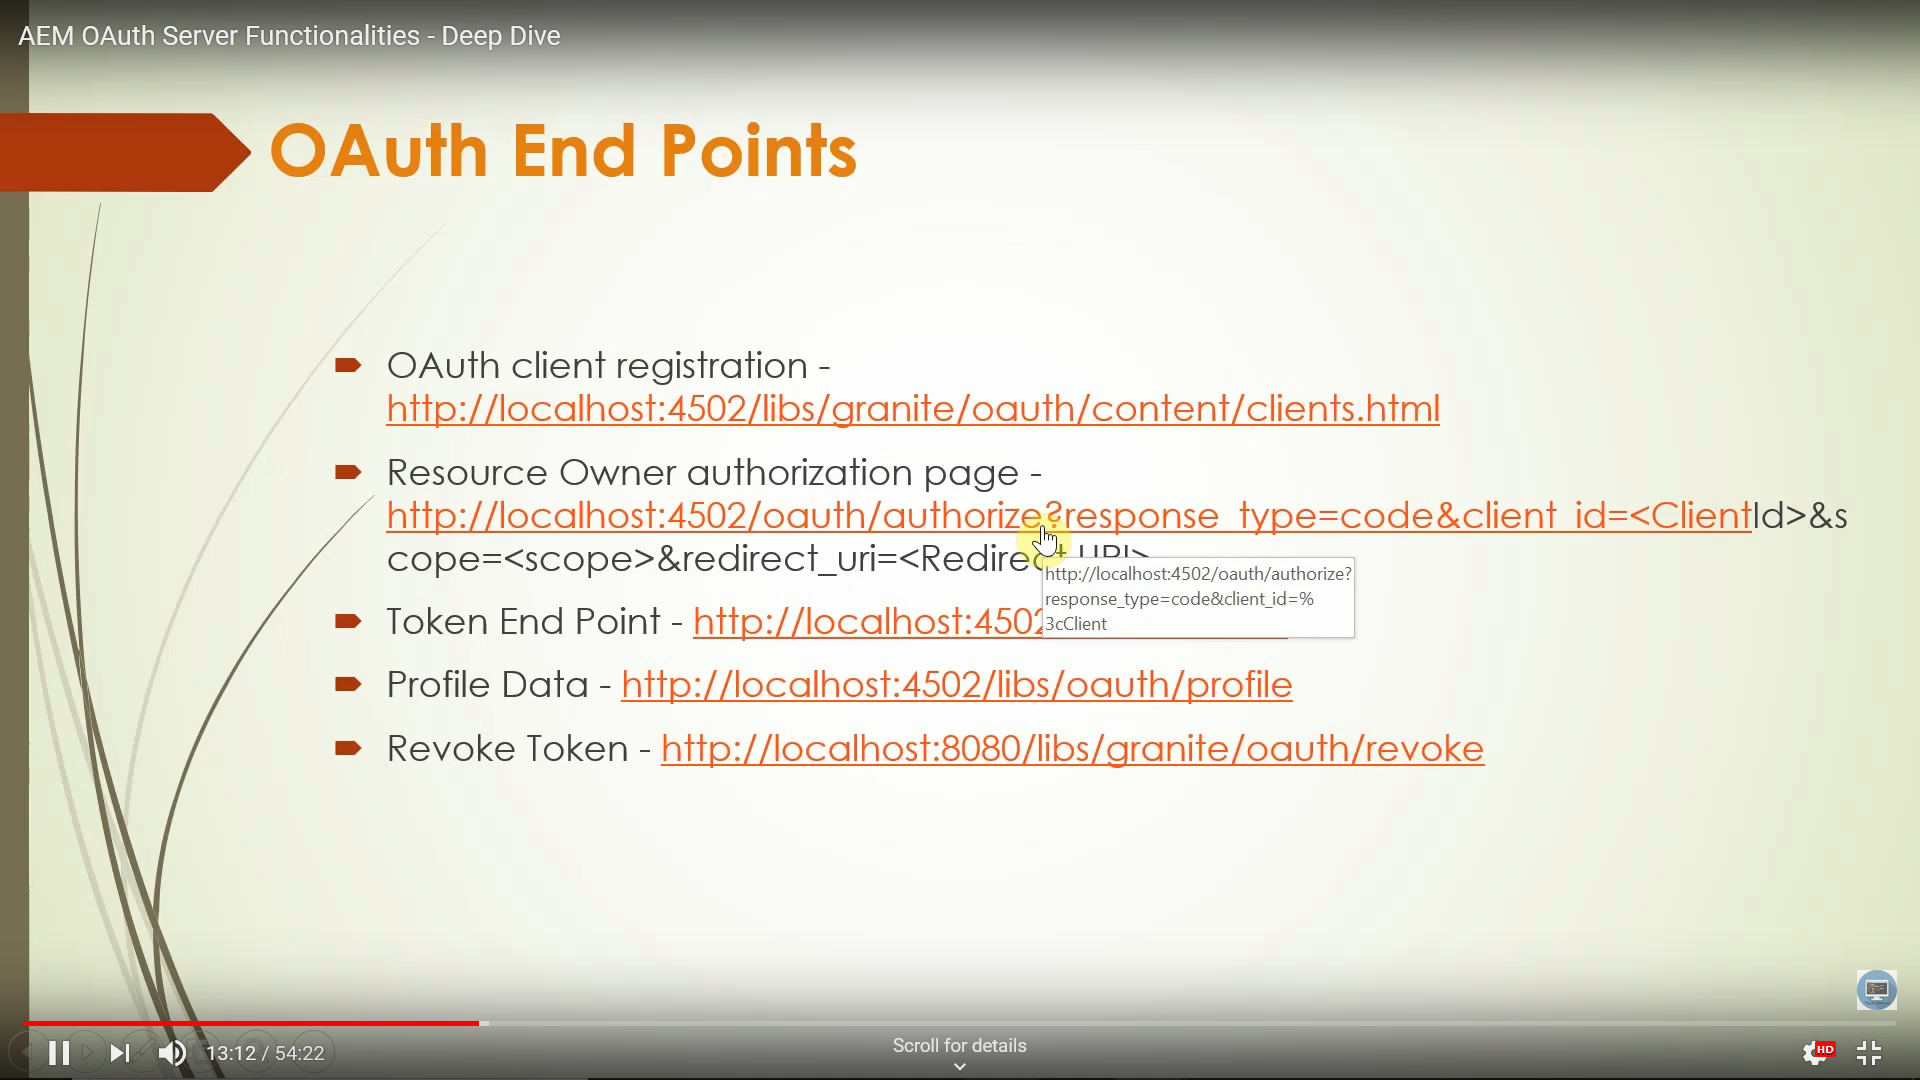 AEM OAuth Server Functionalities - Deep Dive
OAuth End Points
OAuth client registration -
http://localhost:4502/libs/granite/oauth/content/clients.html
Resource Owner authorization page -
http://localhost:4502/oauth/authorize?response_type=code&client_id=<ClientId>&s
cope=<scope>&redirect_uri=<Redirect URI>
http://localhost:4502/oauth/authorize?
response_type=code&client_id=%
3cClient
Token End Point - http://localhost:4502
Profile Data - http://localhost:4502/libs/oauth/profile
Revoke Token - http://localhost:8080/libs/granite/oauth/revoke
13:12 / 54:22
Scroll for details
HD